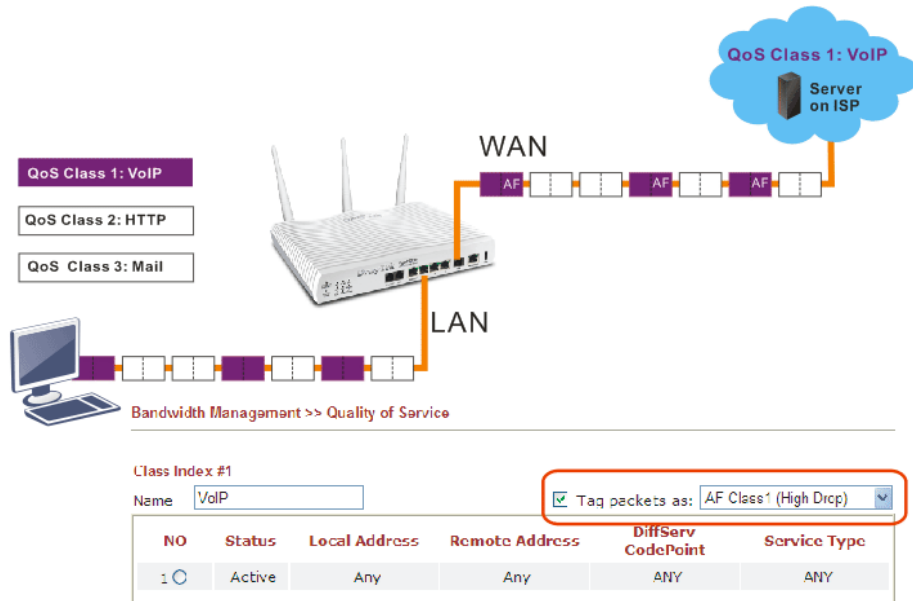 QoS Class 1: VoIP
Server
on ISP
WAN
QoS Class 1: VoIP
AF
AF
AF
QoS Class 2: HTTP
QoS Class 3: Mail
LAN
Bandwidth Management >> Quality of Service
Class Index #1
Name VoIP
Tag packets as: AF Class1 (High Drop)
NO Status Local Address Remote Address DiffServ CodePoint Service Type
1 Active Any Any ANY ANY